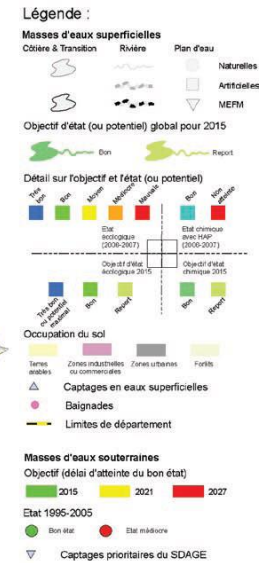 Légende :
Masses d'eaux superficielles
Côtière & Transition Rivière Plan d'eau
Naturelles
Artificielles
MEFM
Objectif d'état (ou potentiel) global pour 2015
Bon Report
Détail sur l'objectif et l'état (ou potentiel)
Très bon Bon Moyen Médiocre Mauvais Bon Non atteinte
Etat écologique (2006-2007) Etat chimique avec HAP (2006-2007)
Objectif d'état écologique 2015 Objectif d'état chimique 2015
Très bon ou potentiel maximal Bon Report Bon Report
Occupation du sol
Terres arables Zones industrielles ou commerciales Zones urbaines Forêts
Captages en eaux superficielles
Baignades
Limites de département
Masses d'eaux souterraines
Objectif (délai d'atteinte du bon état)
2015 2021 2027
Etat 1995-2005
Bon état Etat médiocre
Captages prioritaires du SDAGE